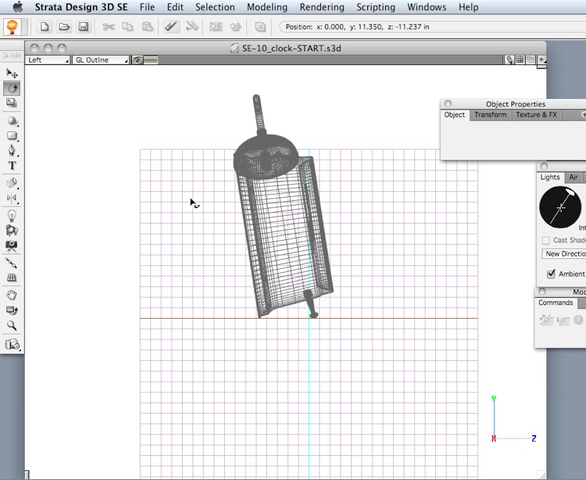 Strata Design 3D SE File Edit Selection Modeling Rendering Scripting Windows Help
Position: x: 0.000, y: 11.350, z: -11.237 in
SE-10_clock-START.s3d
Left GL Outline
Object Properties
Object Transform Texture & FX
Lights Air
Cast
New
Ambient
Commands
T
Y
X Z